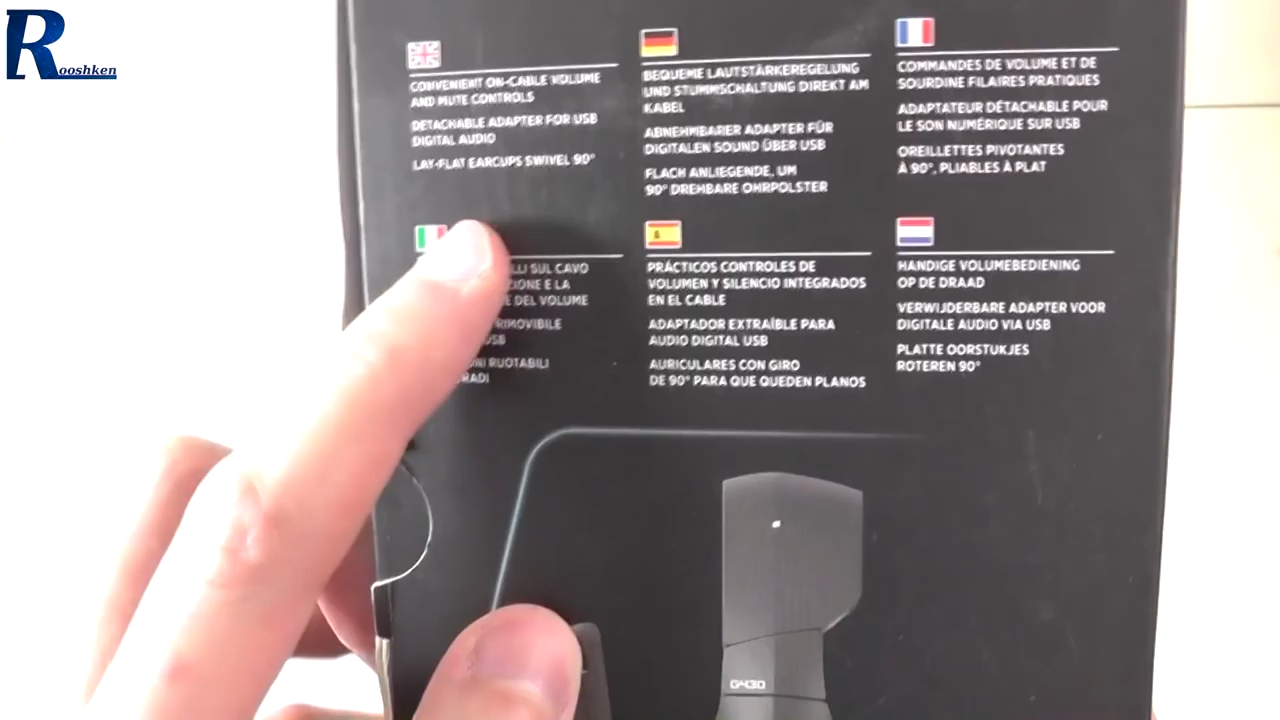 Rooshken
CONVENIENT ON-CABLE VOLUME
AND MUTE CONTROLS
DETACHABLE ADAPTER FOR USB
DIGITAL AUDIO
LAY-FLAT EARCUPS SWIVEL 90°
BEQUEME LAUTSTÄRKEREGELUNG
UND STUMMSCHALTUNG DIREKT AM
KABEL
ABNEHMBARER ADAPTER FÜR
DIGITALEN SOUND ÜBER USB
FLACH ANLIEGENDE, UM
90° DREHBARE OHRPOLSTER
COMMANDES DE VOLUME ET DE
SOURDINE FILAIRES PRATIQUES
ADAPTATEUR DÉTACHABLE POUR
LE SON NUMÉRIQUE SUR USB
OREILLETTES PIVOTANTES
À 90°, PLIABLES À PLAT
SUL CAVO
E LA
DEL VOLUME
RIMOVIBILE
USB
RUOTABILI
PRÁCTICOS CONTROLES DE
VOLUMEN Y SILENCIO INTEGRADOS
EN EL CABLE
ADAPTADOR EXTRAÍBLE PARA
AUDIO DIGITAL USB
AURICULARES CON GIRO
DE 90° PARA QUE QUEDEN PLANOS
HANDIGE VOLUMEBEDIENING
OP DE DRAAD
VERWIJDERBARE ADAPTER VOOR
DIGITALE AUDIO VIA USB
PLATTE OORSTUKJES
ROTEREN 90°
G430